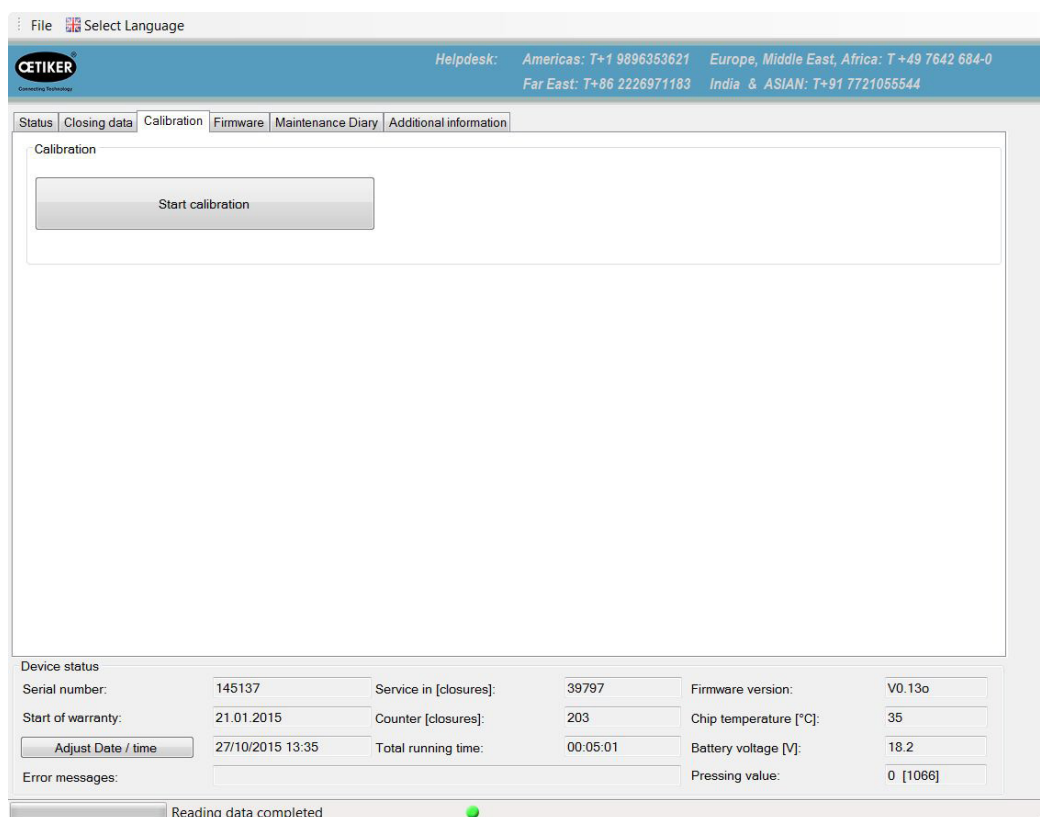 File Select Language
ŒTIKER
Connecting Technology
Helpdesk: Americas: T+1 9896353621 Europe, Middle East, Africa: T +49 7642 684-0
Far East: T+86 2226971183 India & ASIAN: T+91 7721055544
Status Closing data Calibration Firmware Maintenance Diary Additional information
Calibration
Start calibration
Device status
Serial number: 145137 Service in [closures]: 39797 Firmware version: V0.13o
Start of warranty: 21.01.2015 Counter [closures]: 203 Chip temperature [°C]: 35
Adjust Date / time 27/10/2015 13:35 Total running time: 00:05:01 Battery voltage [V]: 18.2
Error messages: Pressing value: 0 [1066]
Reading data completed